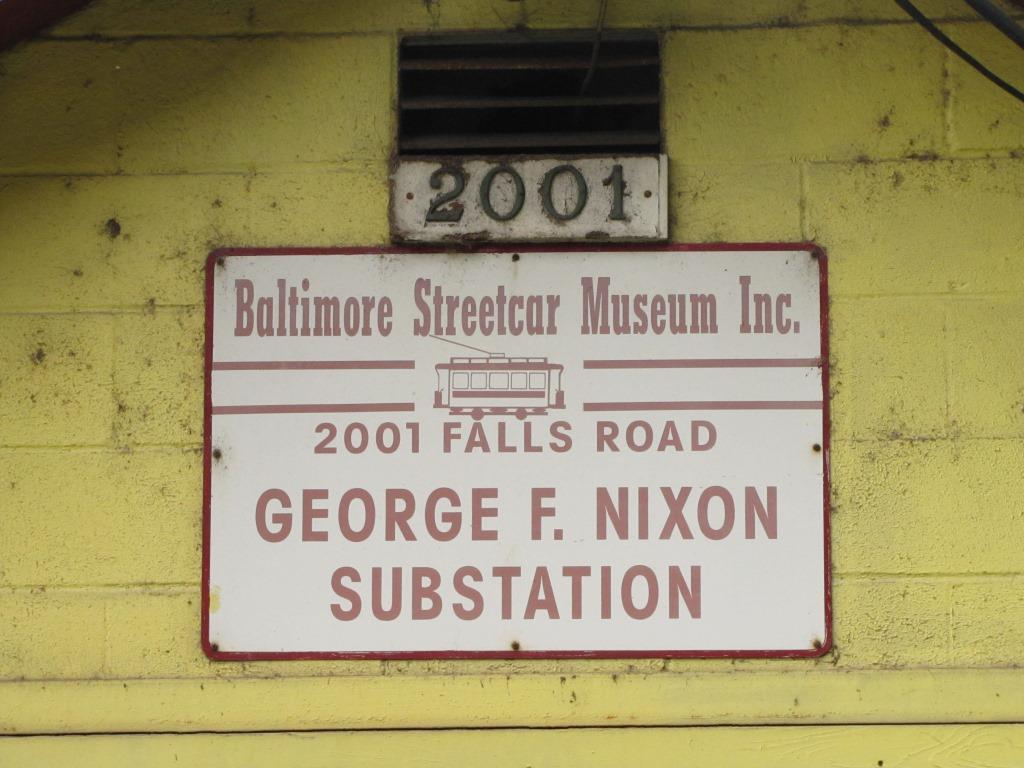 2001
Baltimore Streetcar Museum Inc.
2001 FALLS ROAD
GEORGE F. NIXON
SUBSTATION